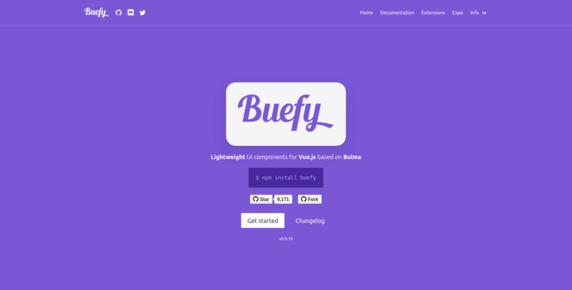 Buefy
Home Documentation Extensions Expo Info
Buefy
Lightweight UI components for Vue.js based on Bulma
$ npm install buefy
Star 9,171 Fork
Get started Changelog
v0.9.19